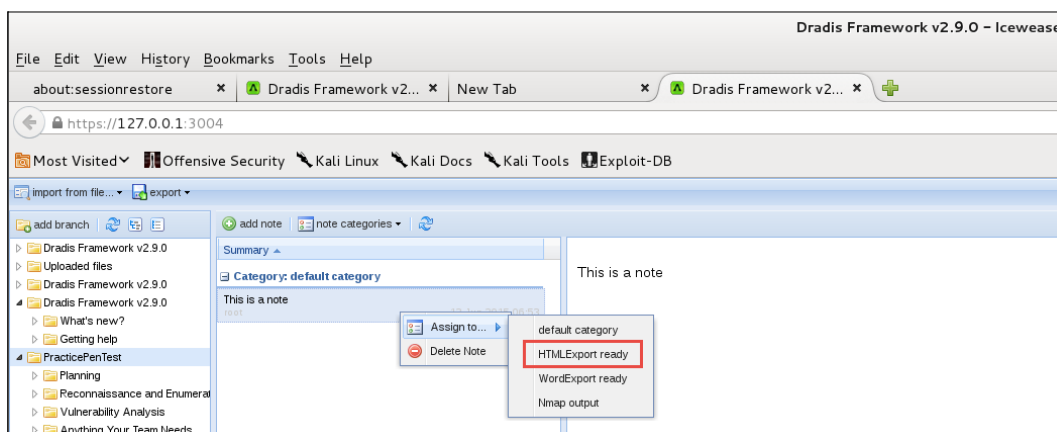 Dradis Framework v2.9.0 - Icewease
File Edit View History Bookmarks Tools Help
about:sessionrestore Dradis Framework v2... New Tab Dradis Framework v2...
https://127.0.0.1:3004
Most Visited Offensive Security Kali Linux Kali Docs Kali Tools Exploit-DB
import from file... export
add branch add note note categories
Dradis Framework v2.9.0
Uploaded files
Dradis Framework v2.9.0
Dradis Framework v2.9.0
What's new?
Getting help
PracticePenTest
Planning
Reconnaissance and Enumerat
Vulnerability Analysis
Anything Your Team Needs
Summary
Category: default category
This is a note
root
Assign to...
Delete Note
default category
HTMLExport ready
WordExport ready
Nmap output
This is a note